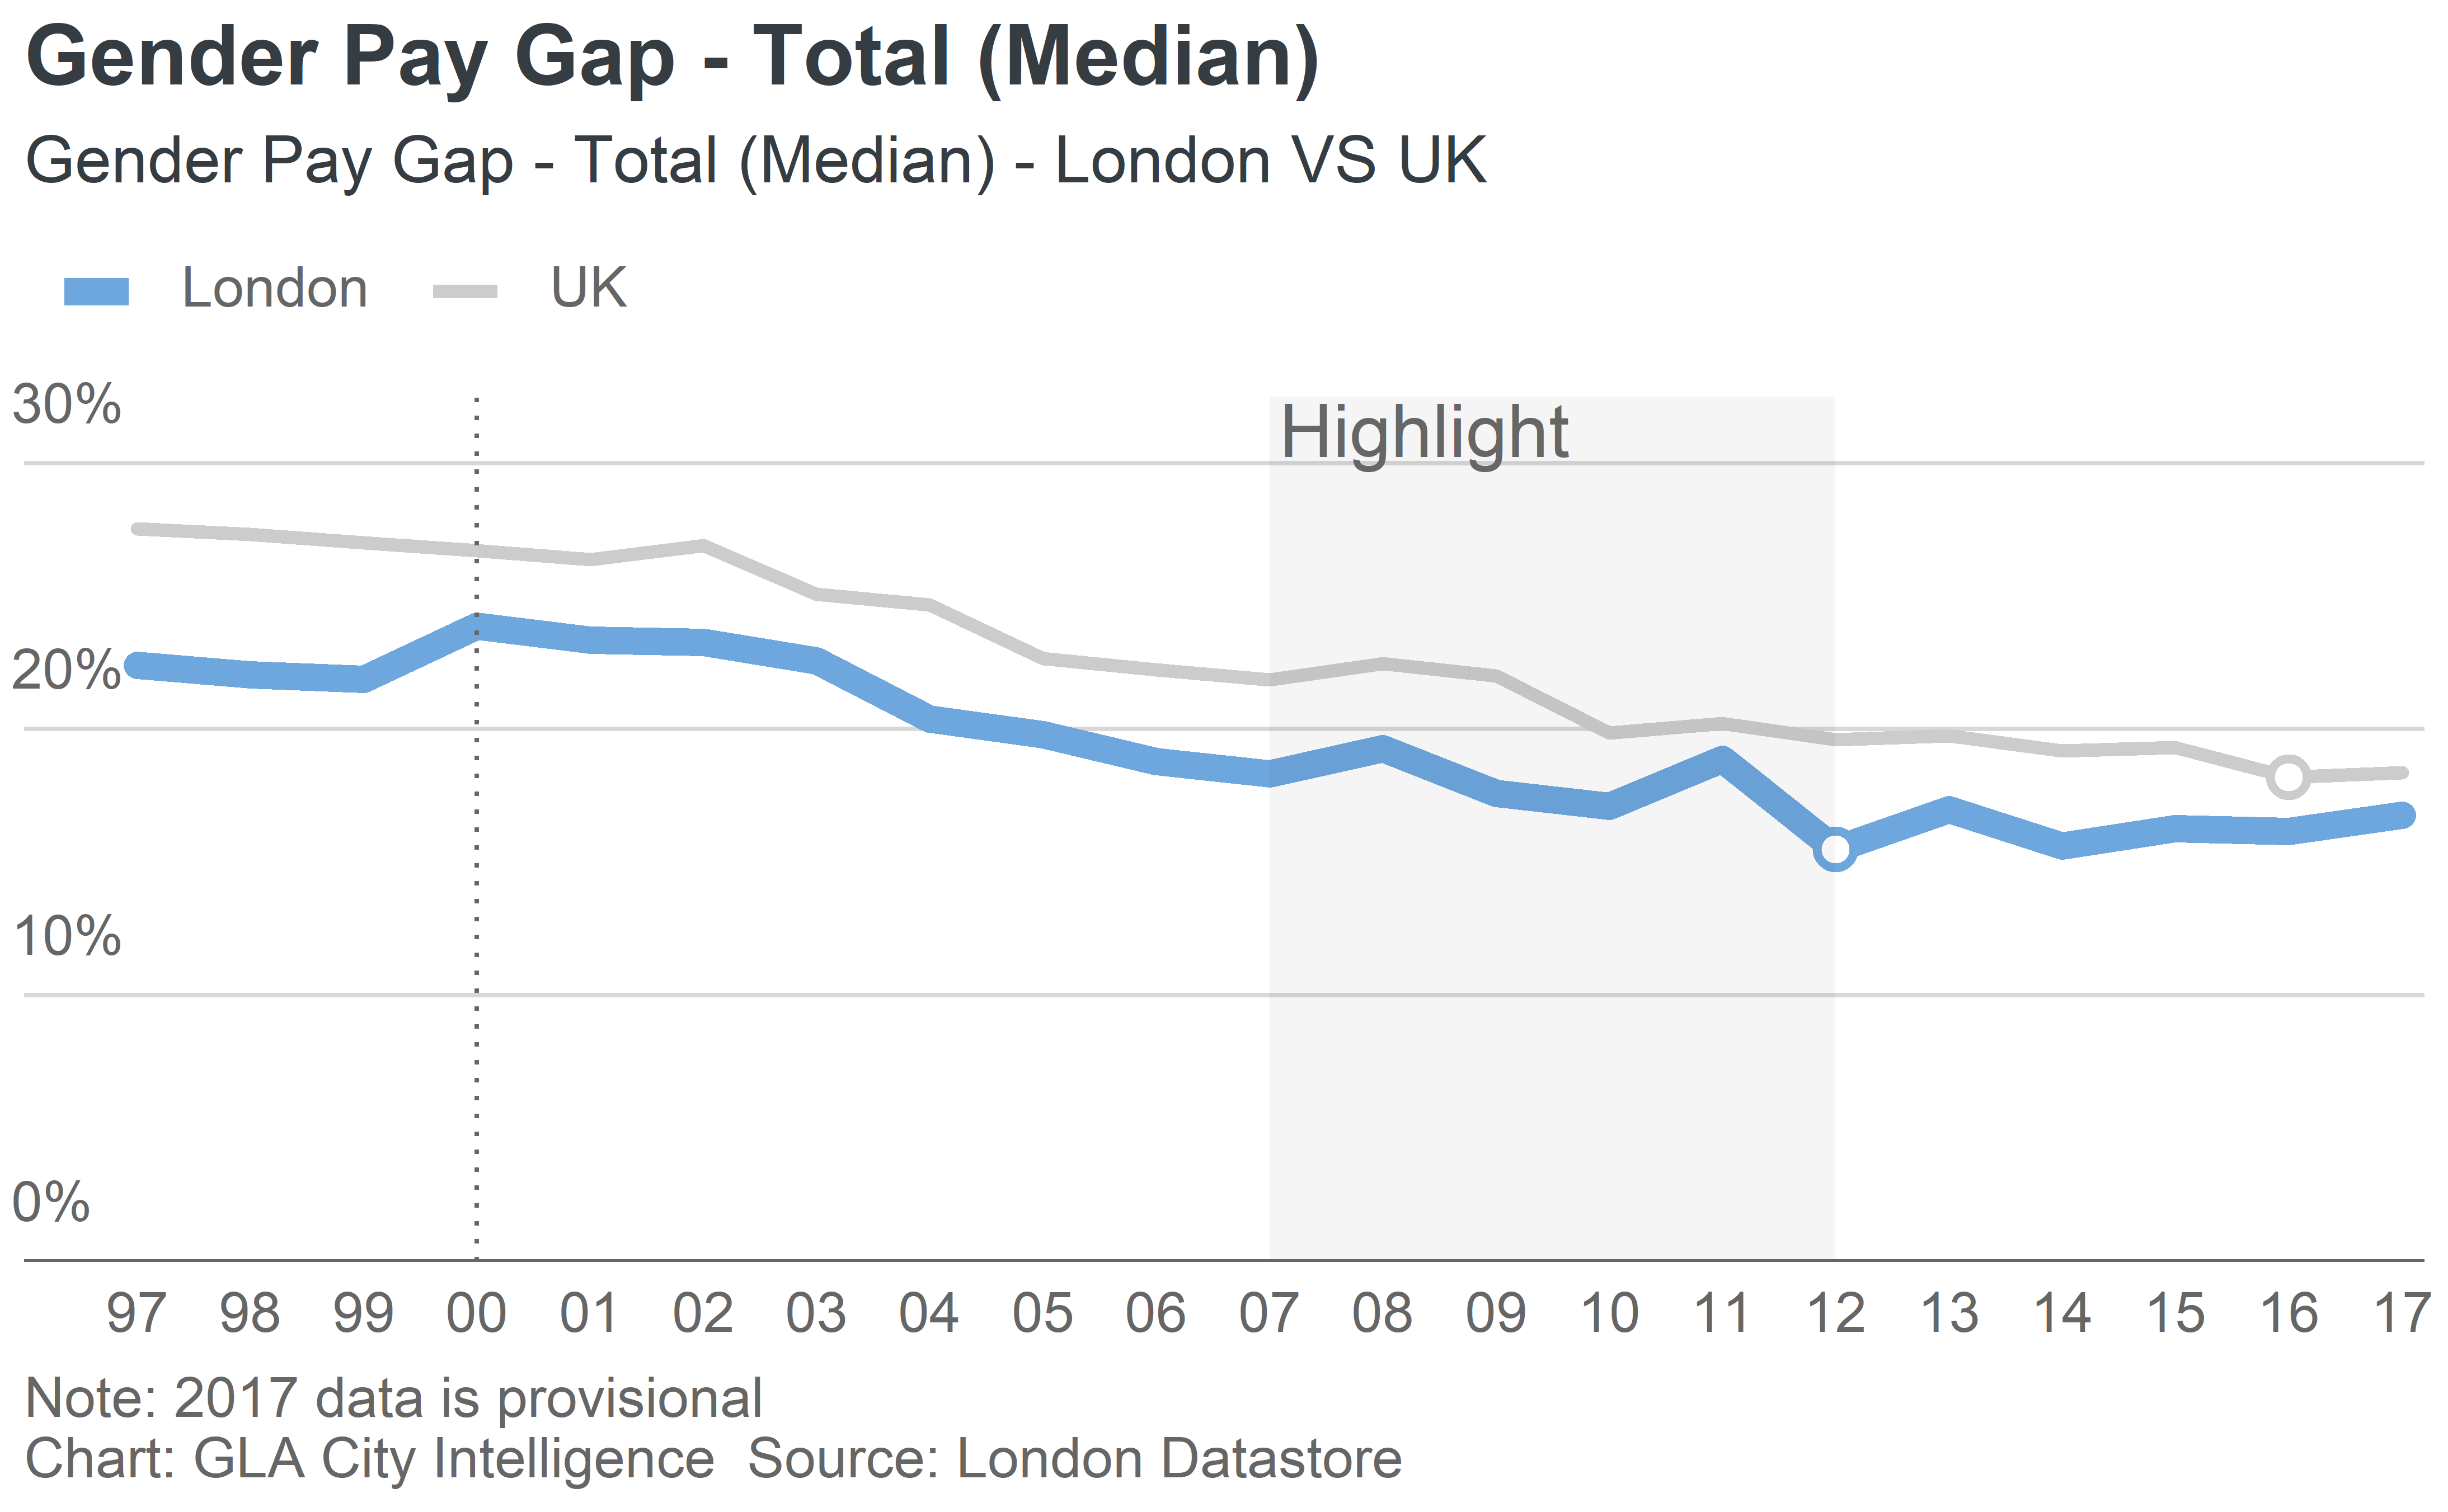 Gender Pay Gap - Total (Median)
Gender Pay Gap - Total (Median) - London VS UK
London UK
30%
Highlight
20%
10%
0%
97 98 99 00 01 02 03 04 05 06 07 08 09 10 11 12 13 14 15 16 17
Note: 2017 data is provisional
Chart: GLA City Intelligence  Source: London Datastore